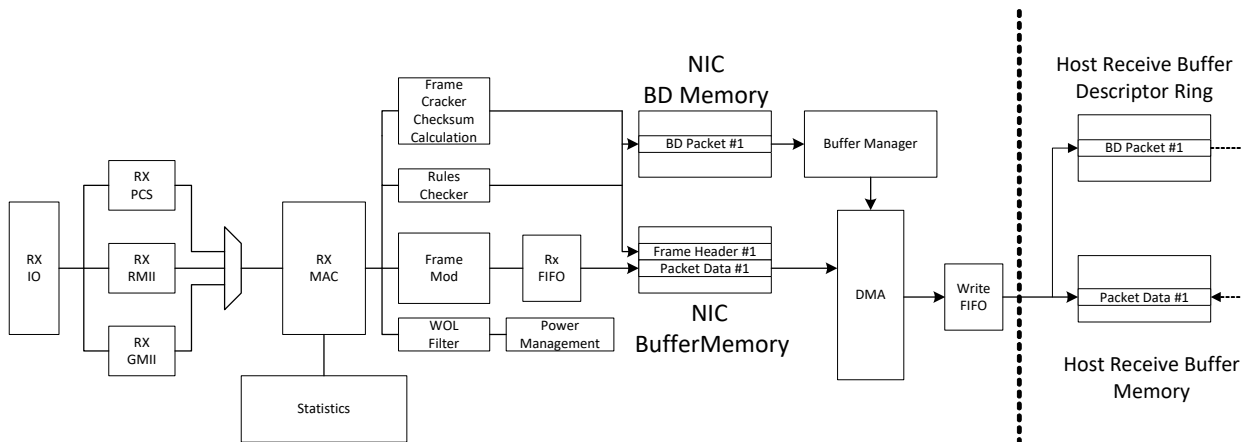 RX
IO
RX
PCS
RX
RMII
RX
GMII
RX
MAC
Statistics
Frame
Cracker
Checksum
Calculation
Rules
Checker
Frame
Mod
Rx
FIFO
WOL
Filter
Power
Management
NIC
BD Memory
BD Packet #1
Buffer Manager
Frame Header #1
Packet Data #1
NIC
BufferMemory
DMA
Write
FIFO
Host Receive Buffer
Descriptor Ring
BD Packet #1
Packet Data #1
Host Receive Buffer
Memory